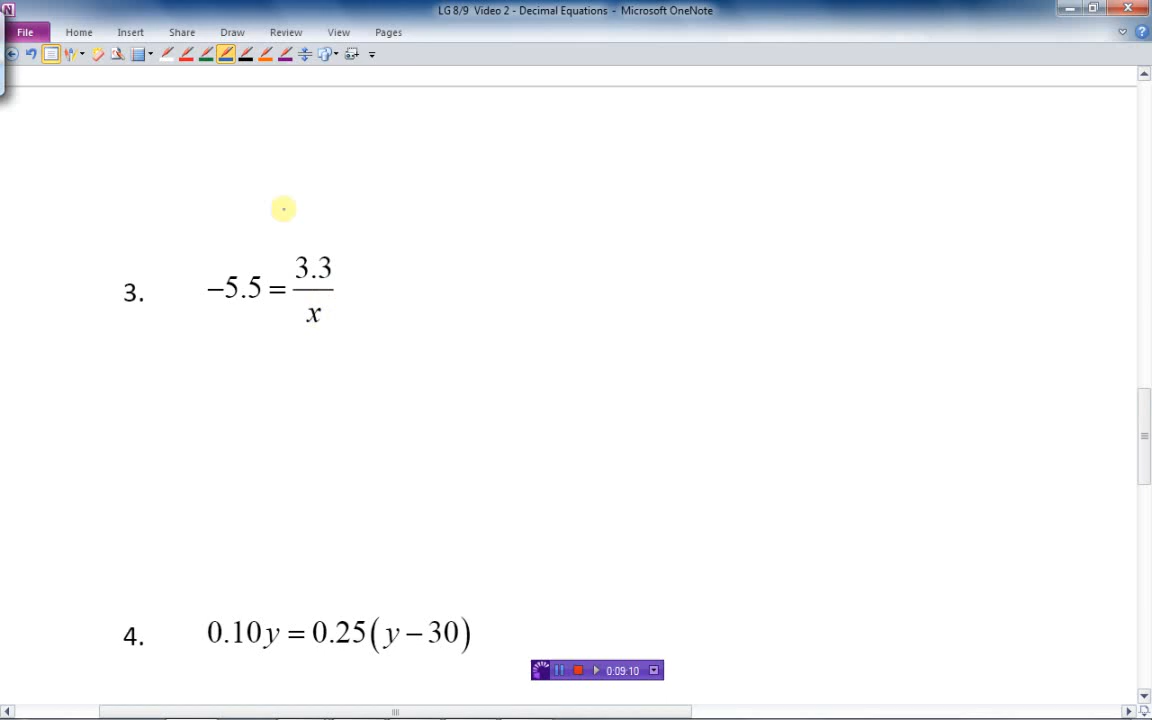 LG 8/9 Video 2 - Decimal Equations - Microsoft OneNote
File Home Insert Share Draw Review View Pages
3. −5.5 = 3.3/x
4. 0.10y = 0.25(y − 30)
0:09:10